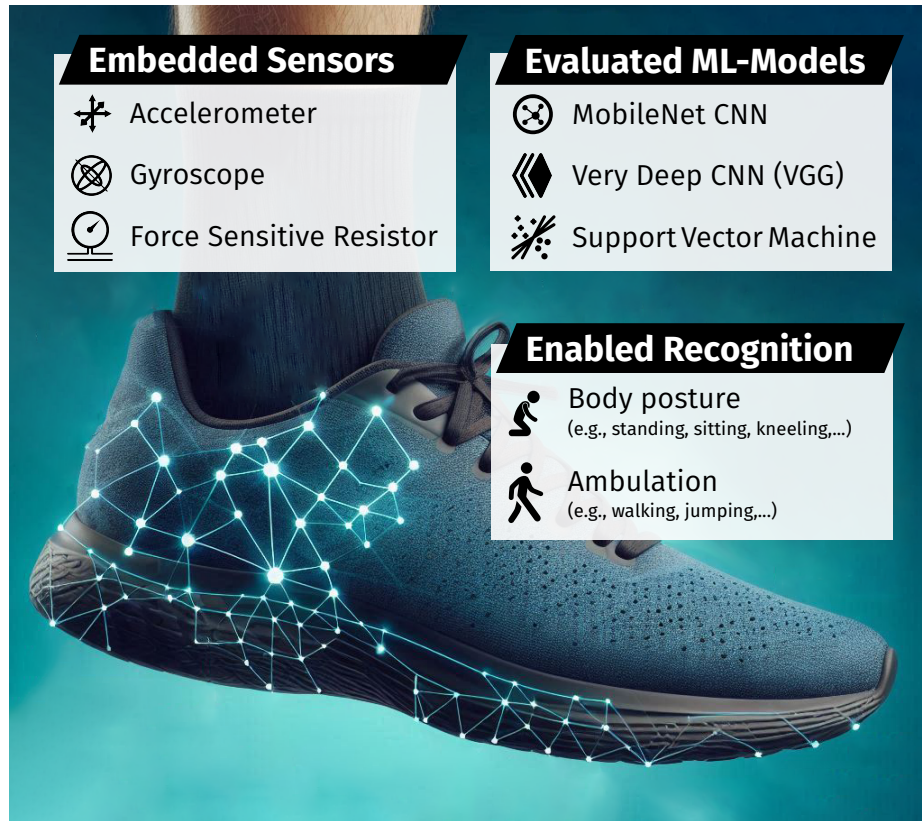 Embedded Sensors
Accelerometer
Gyroscope
Force Sensitive Resistor
Evaluated ML-Models
MobileNet CNN
Very Deep CNN (VGG)
Support Vector Machine
Enabled Recognition
Body posture
(e.g., standing, sitting, kneeling,...)
Ambulation
(e.g., walking, jumping,...)